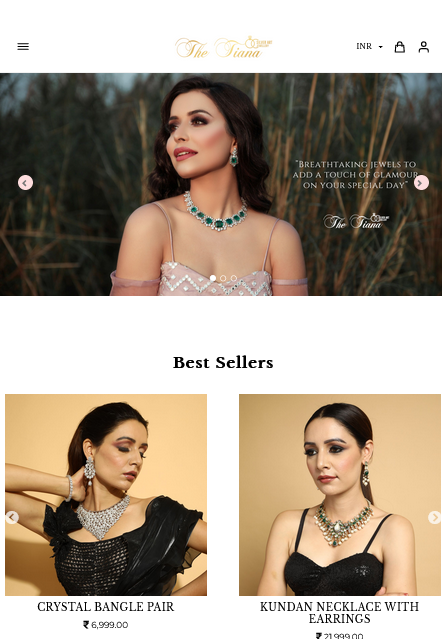 The Tiana
INR
"BREATHTAKING JEWELS TO
ADD A TOUCH OF GLAMOUR
ON YOUR SPECIAL DAY"
The Tiana
Best Sellers
CRYSTAL BANGLE PAIR
₹ 6,999.00
KUNDAN NECKLACE WITH
EARRINGS
₹ 21,999.00